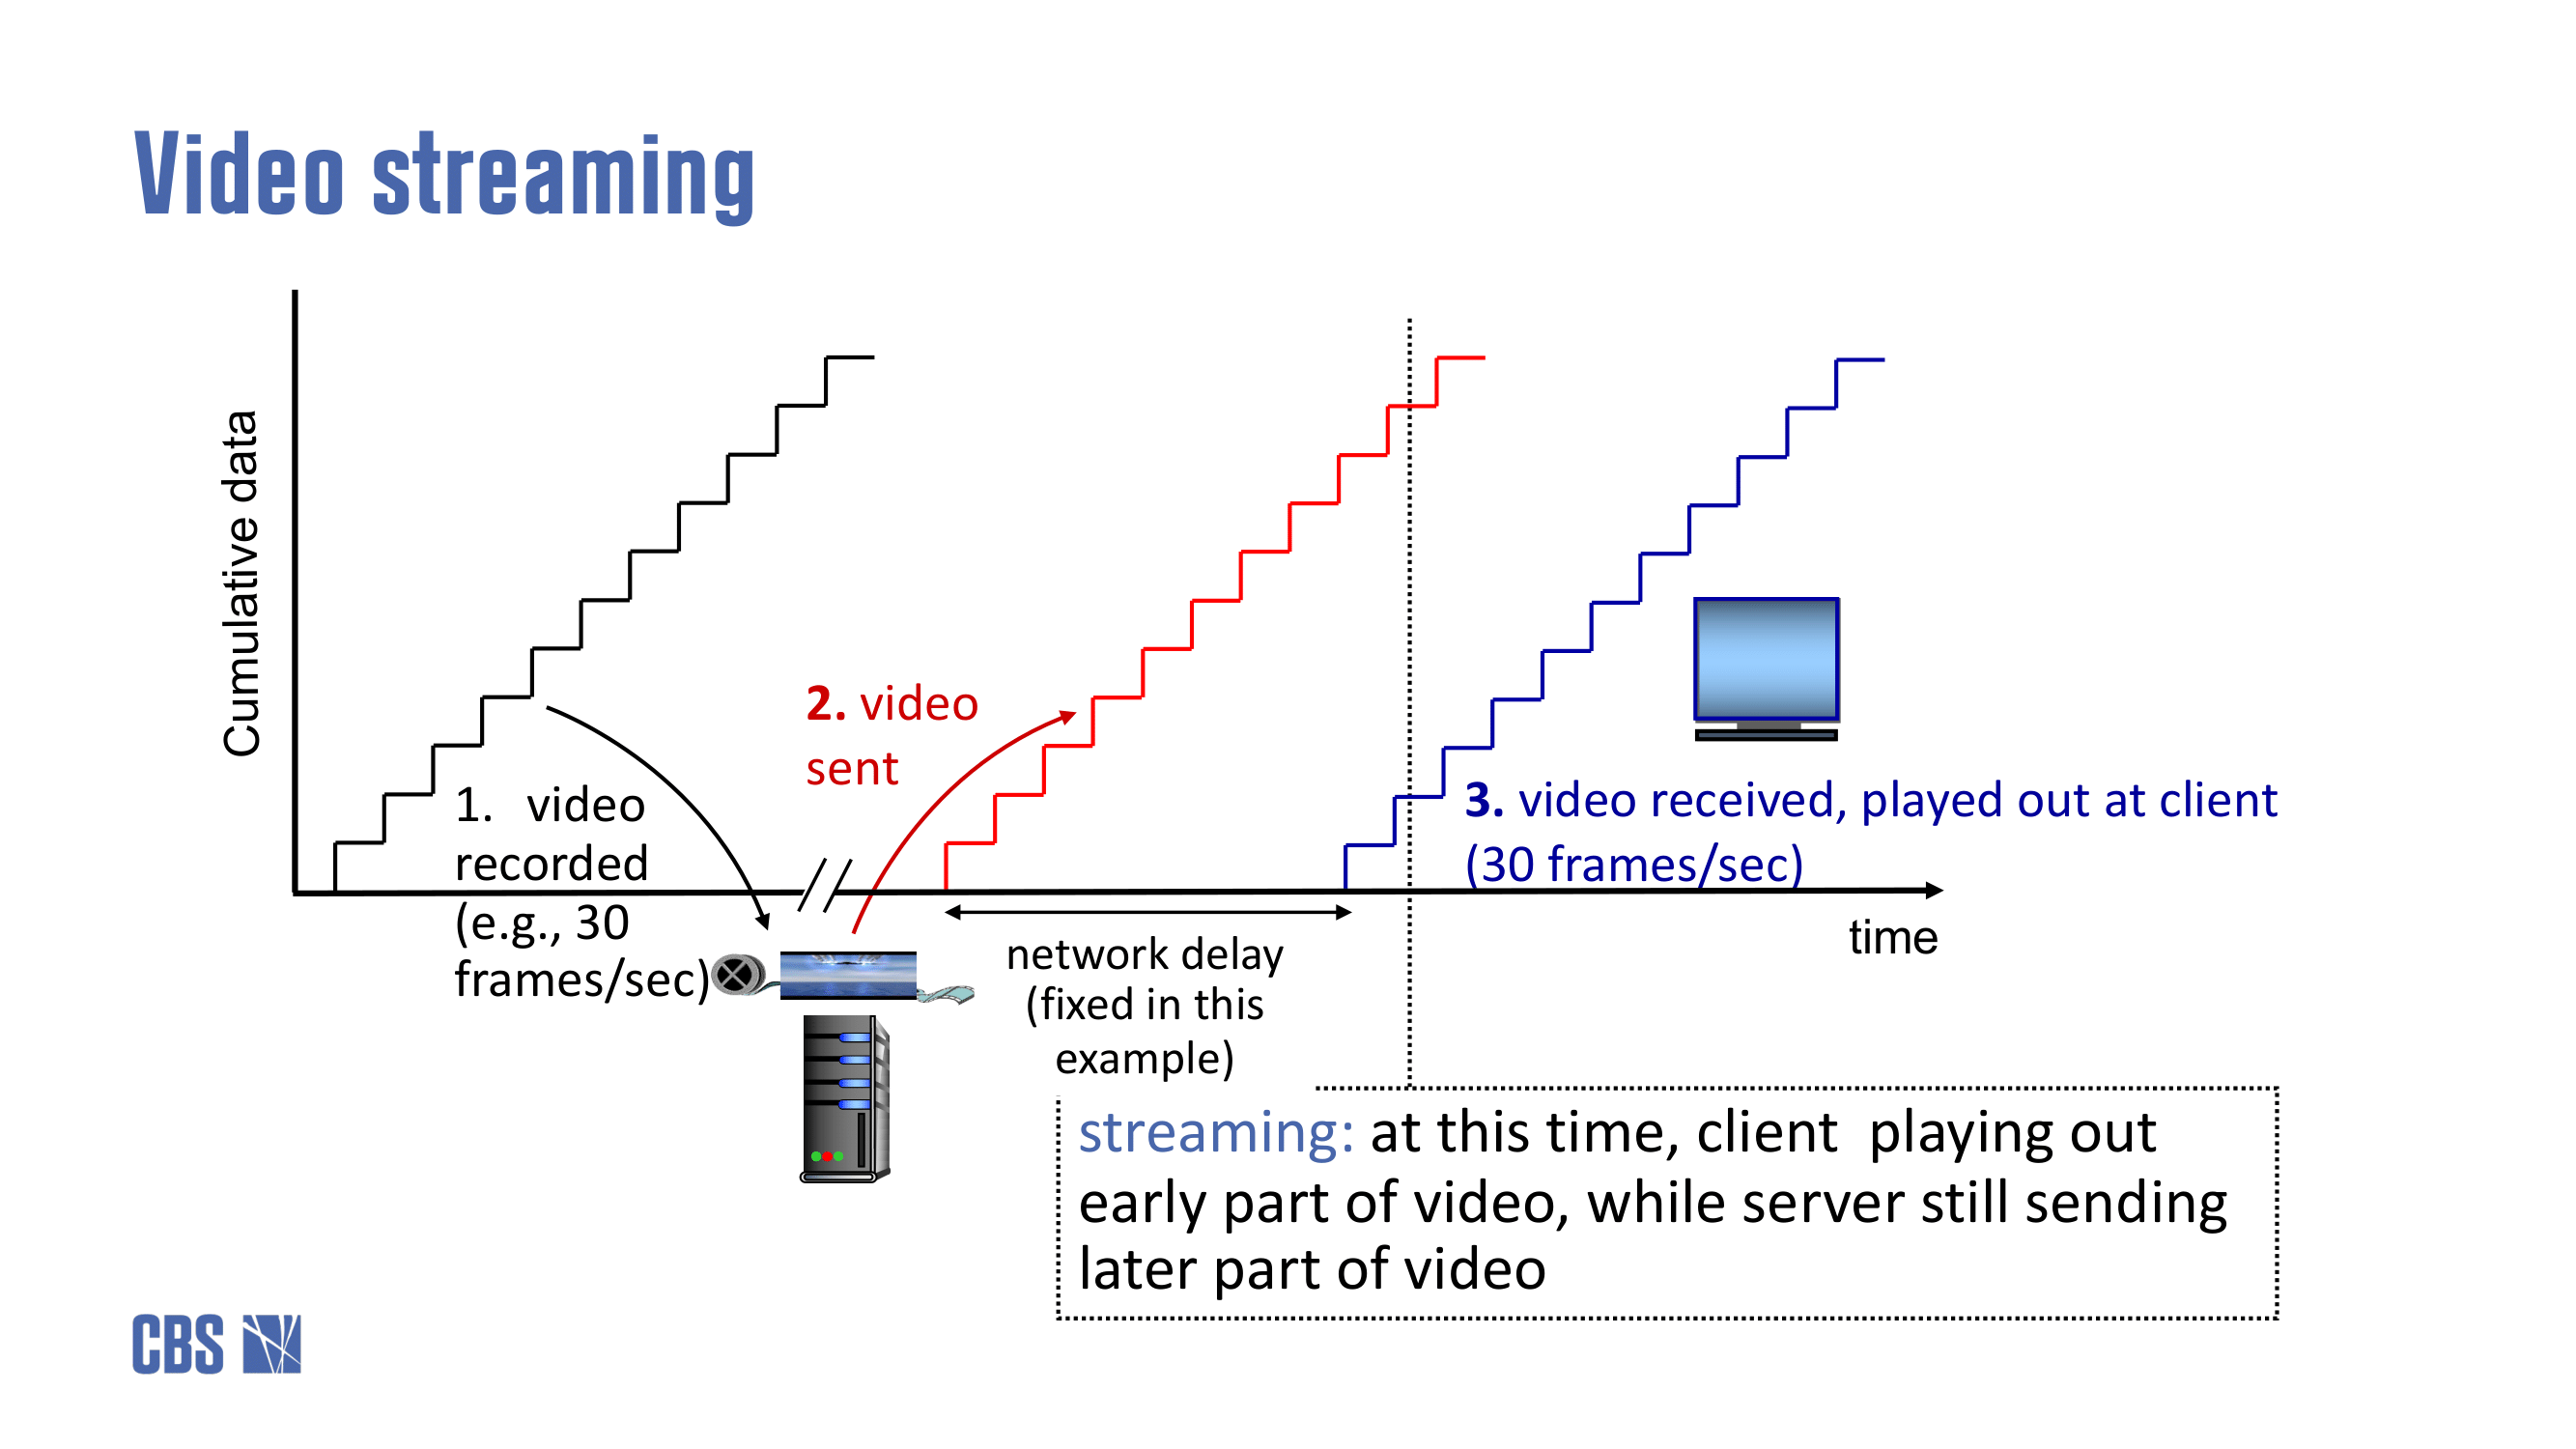 Video streaming
Cumulative data
1. video
recorded
(e.g., 30
frames/sec)
2. video
sent
3. video received, played out at client
(30 frames/sec)
time
network delay
(fixed in this
example)
streaming: at this time, client playing out
early part of video, while server still sending
later part of video
CBS